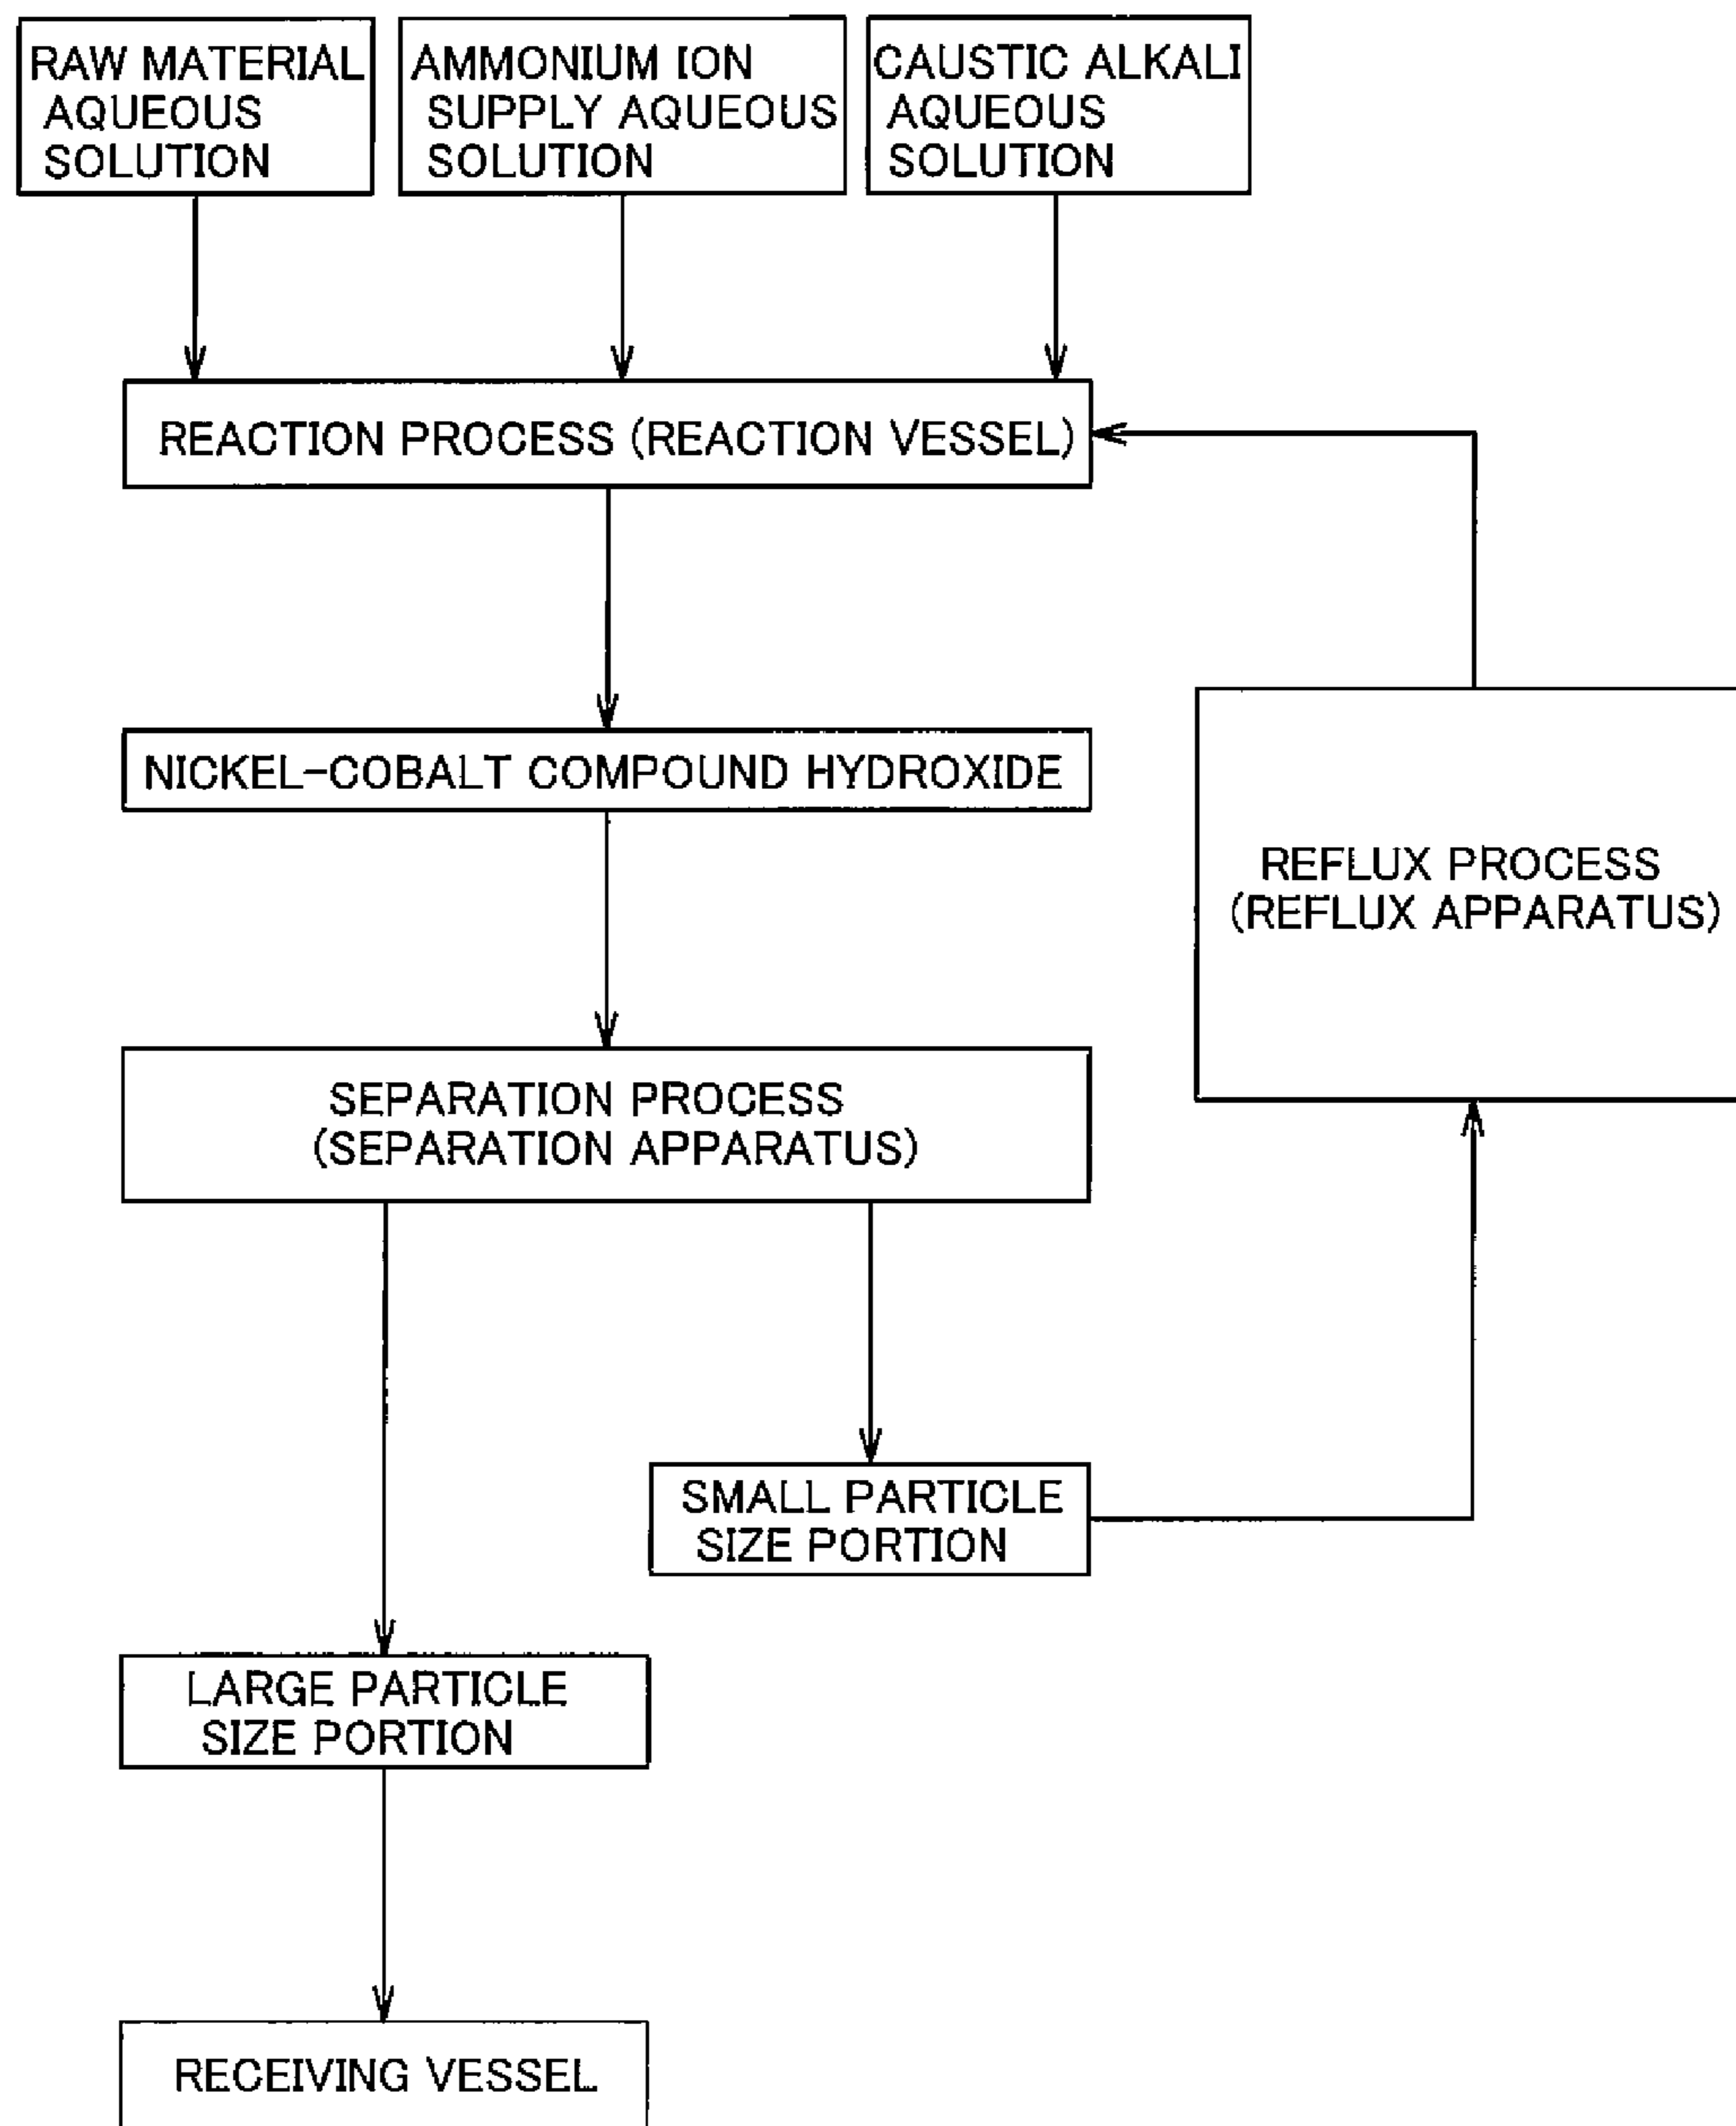 RAW MATERIAL
AQUEOUS
SOLUTION
AMMONIUM ION
SUPPLY AQUEOUS
SOLUTION
CAUSTIC ALKALI
AQUEOUS
SOLUTION
REACTION PROCESS (REACTION VESSEL)
NICKEL-COBALT COMPOUND HYDROXIDE
REFLUX PROCESS
(REFLUX APPARATUS)
SEPARATION PROCESS
(SEPARATION APPARATUS)
SMALL PARTICLE
SIZE PORTION
LARGE PARTICLE
SIZE PORTION
RECEIVING VESSEL